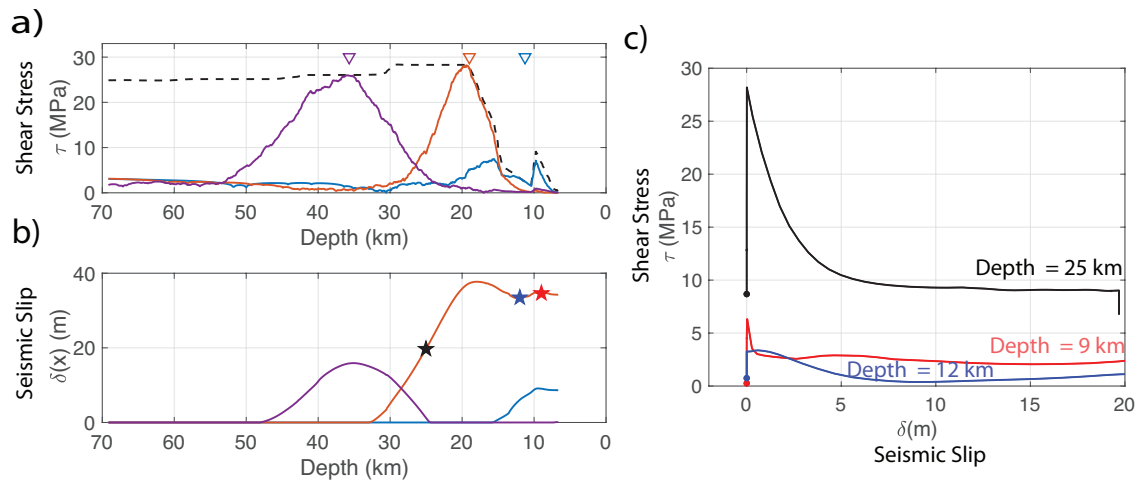 a)
Shear Stress
τ (MPa)
30
20
10
0
70
60
50
40
30
20
10
0
Depth (km)
b)
Seismic Slip
δ(x) (m)
40
20
0
70
60
50
40
30
20
10
0
Depth (km)
c)
Shear Stress
τ (MPa)
30
25
20
15
10
5
0
Depth = 25 km
Depth = 9 km
Depth = 12 km
0
5
10
15
20
δ(m)
Seismic Slip